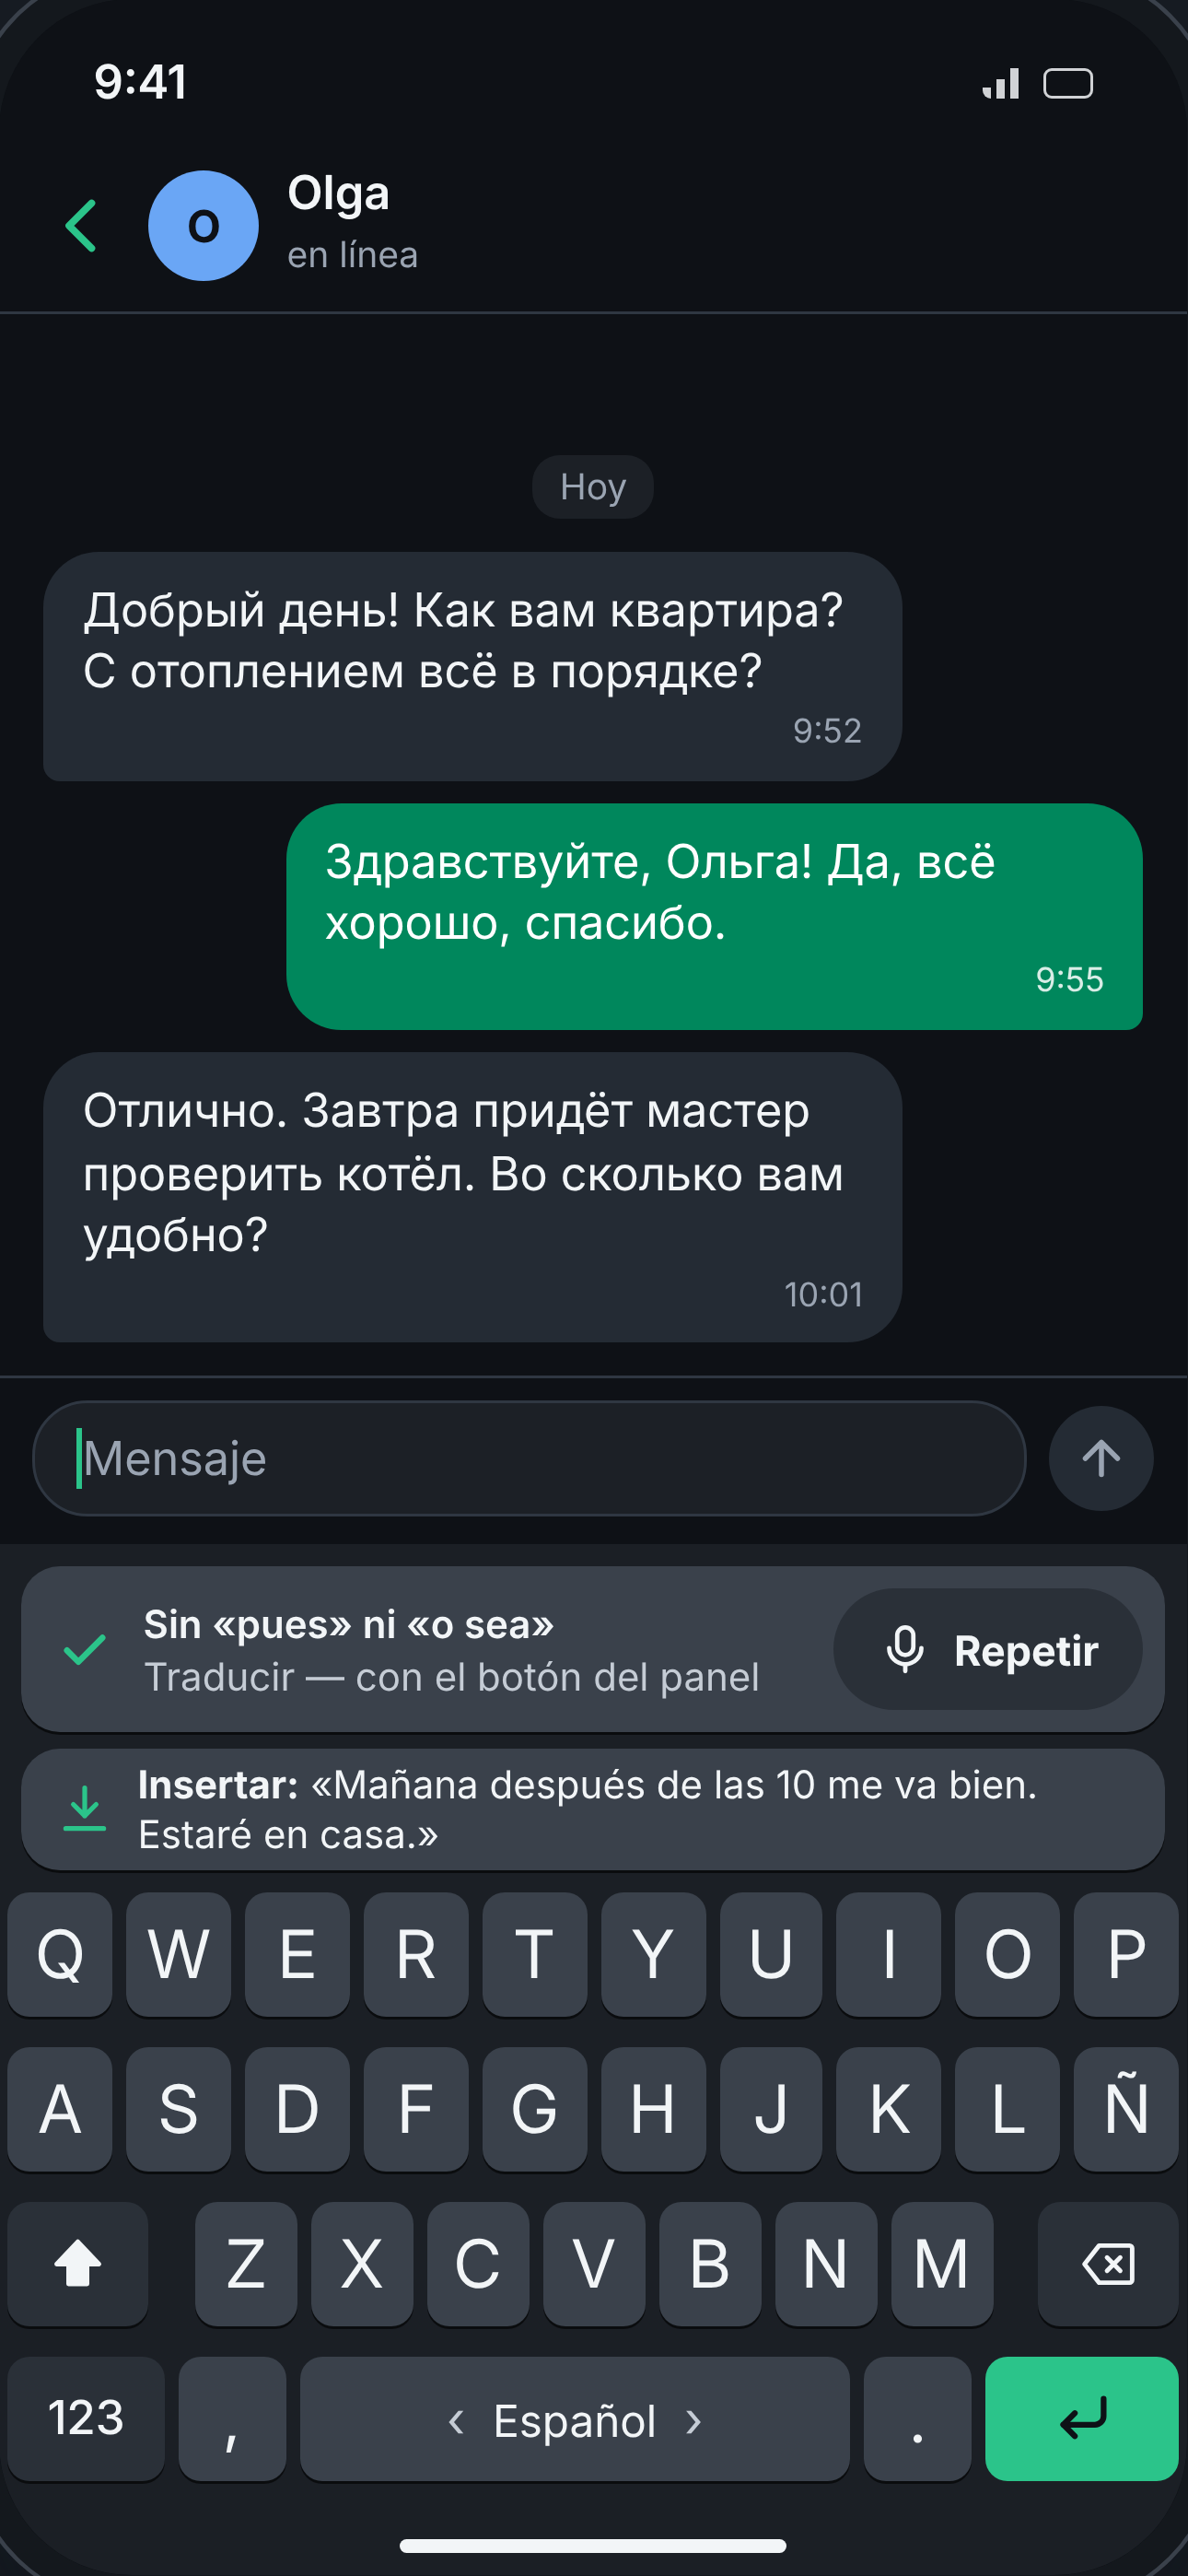 9:41
O
Olga
en línea
Hoy
Добрый день! Как вам квартира?
С отоплением всё в порядке?
9:52
Здравствуйте, Ольга! Да, всё
хорошо, спасибо.
9:55
Отлично. Завтра придёт мастер
проверить котёл. Во сколько вам
удобно?
10:01
Mensaje
Sin «pues» ni «o sea»
Traducir — con el botón del panel
Repetir
Insertar: «Mañana después de las 10 me va bien.
Estaré en casa.»
Q W E R T Y U I O P
A S D F G H J K L Ñ
Z X C V B N M
123 , ‹ Español › .